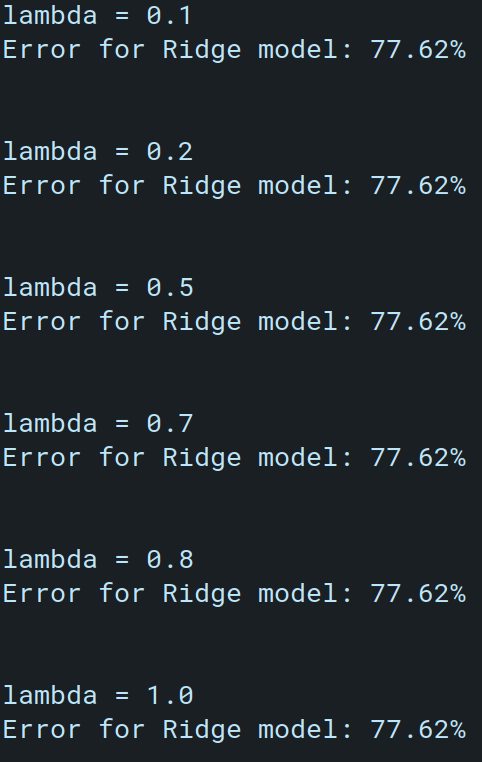 lambda = 0.1
Error for Ridge model: 77.62%
lambda = 0.2
Error for Ridge model: 77.62%
lambda = 0.5
Error for Ridge model: 77.62%
lambda = 0.7
Error for Ridge model: 77.62%
lambda = 0.8
Error for Ridge model: 77.62%
lambda = 1.0
Error for Ridge model: 77.62%